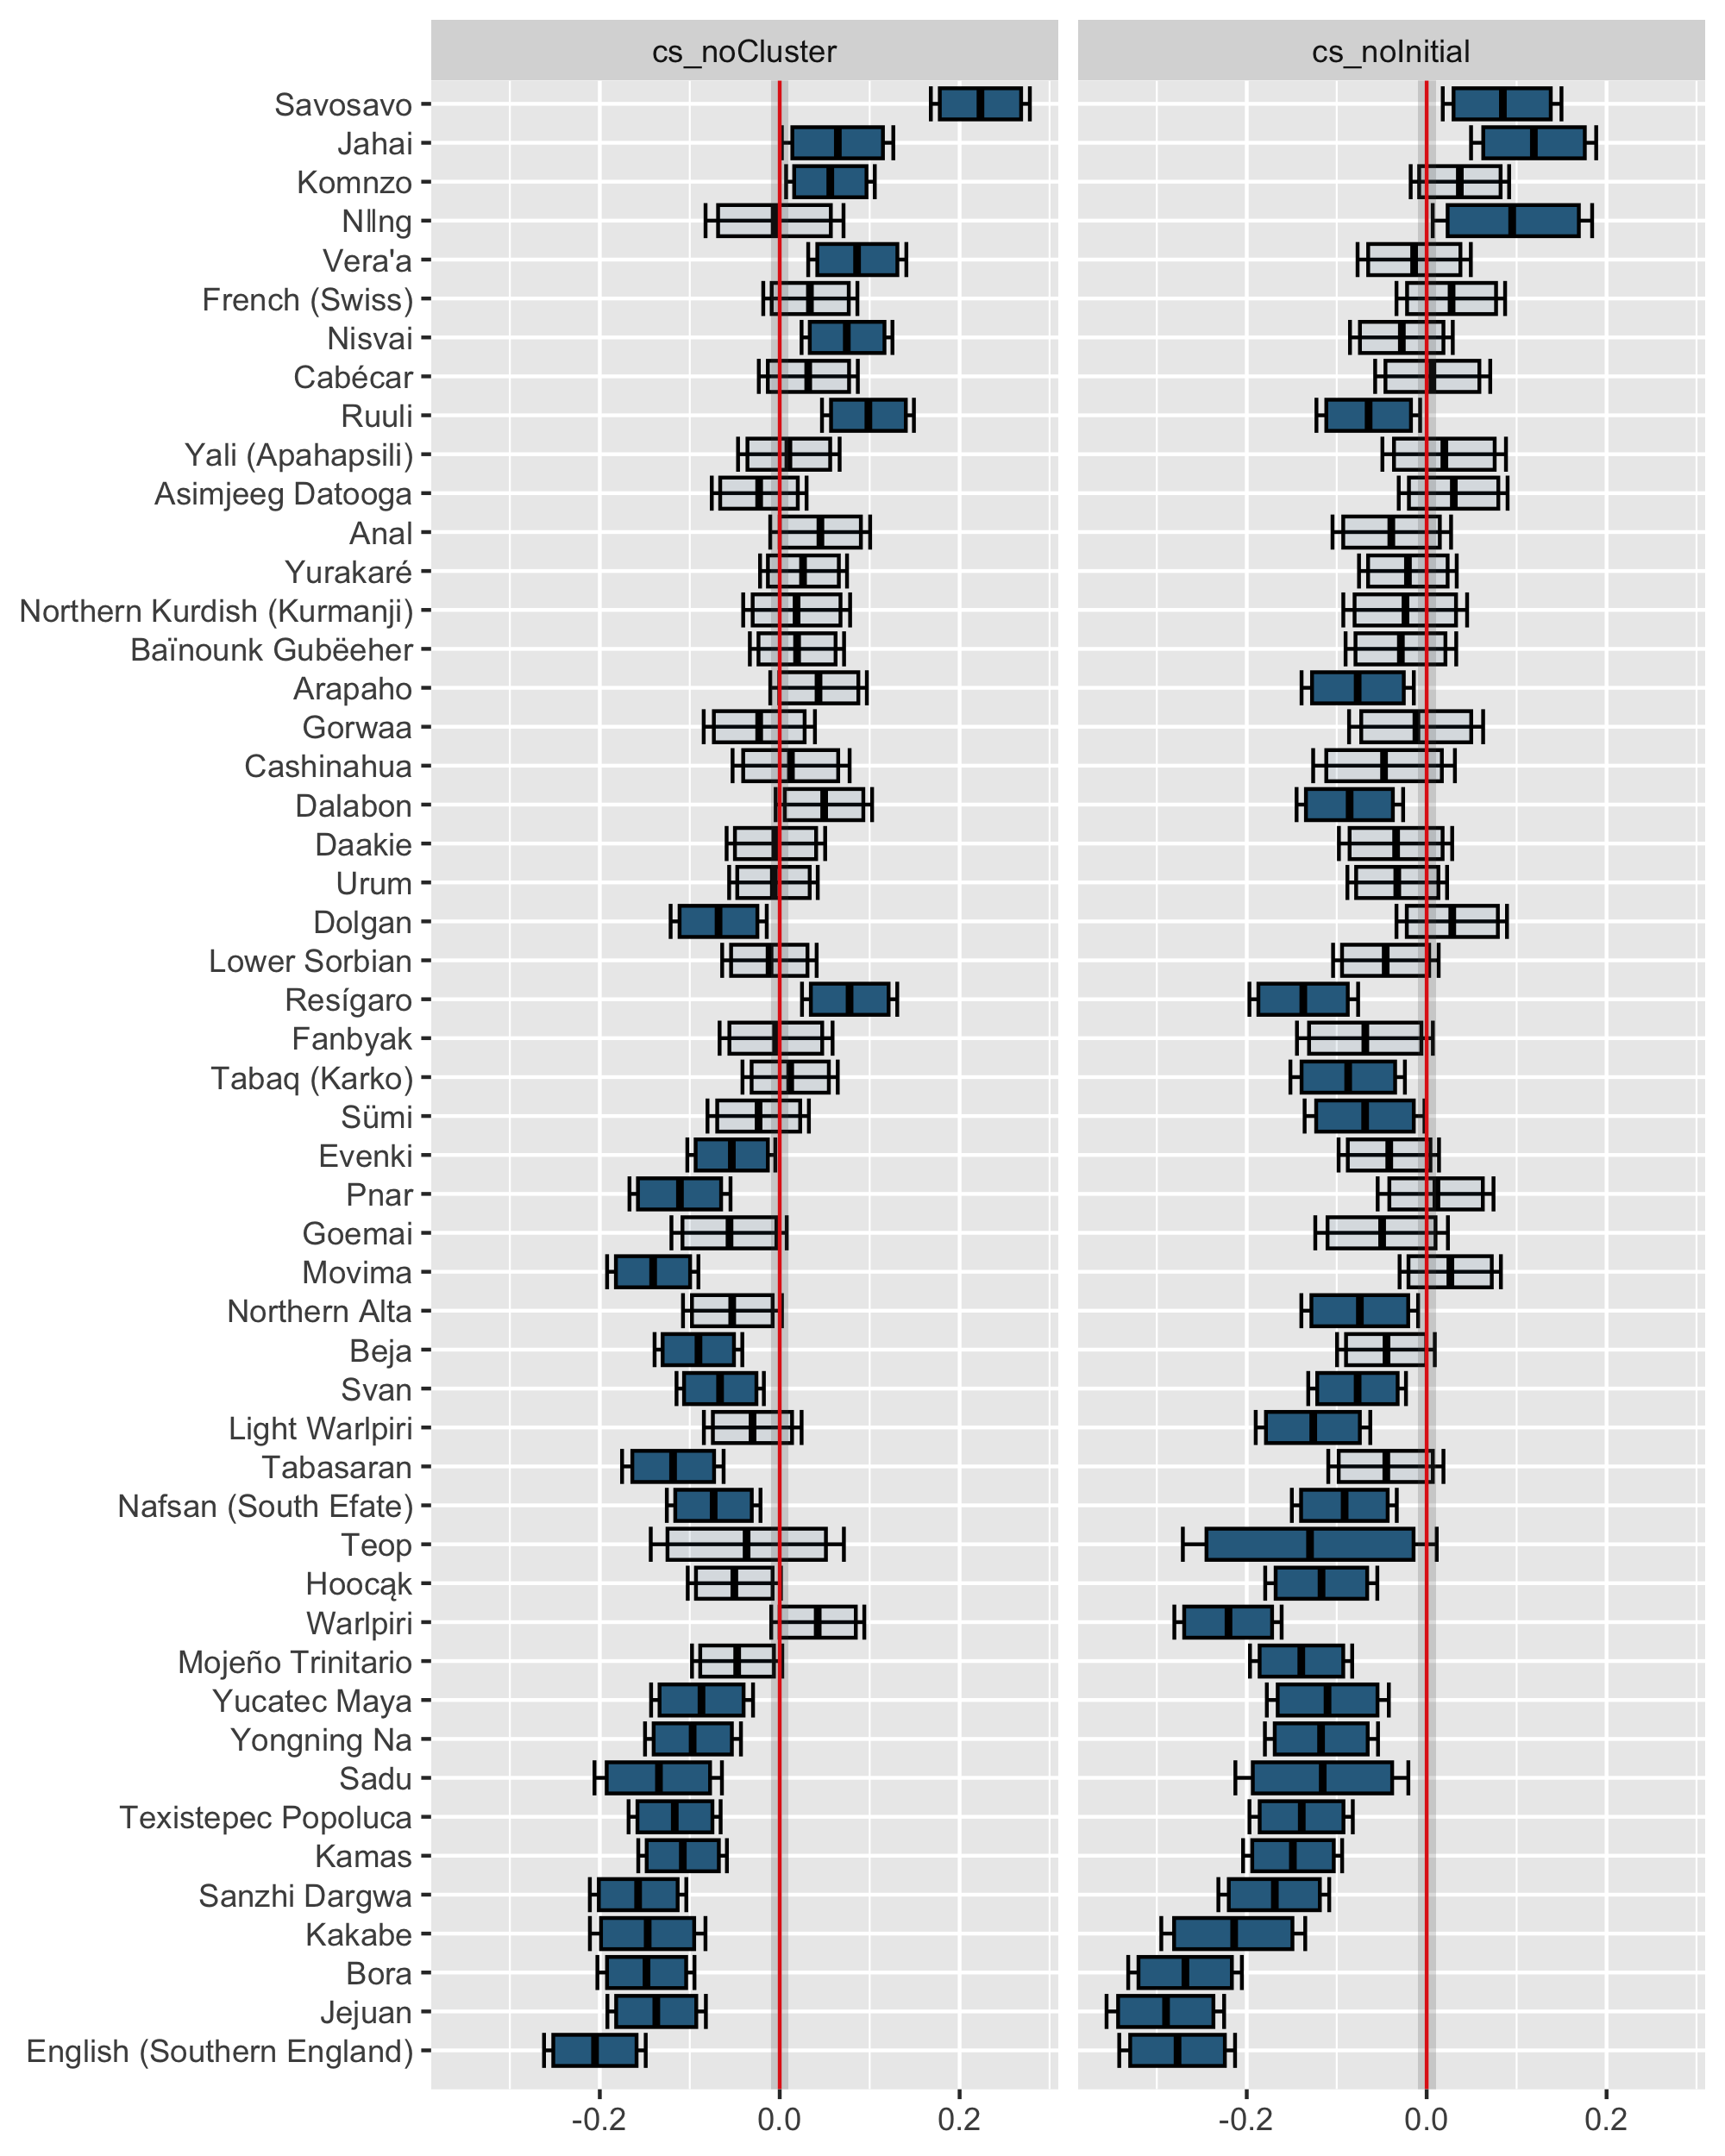 cs_noCluster
cs_noInitial
Savosavo
Jahai
Komnzo
Nǁng
Vera'a
French (Swiss)
Nisvai
Cabécar
Ruuli
Yali (Apahapsili)
Asimjeeg Datooga
Anal
Yurakaré
Northern Kurdish (Kurmanji)
Baïnounk Gubëeher
Arapaho
Gorwaa
Cashinahua
Dalabon
Daakie
Urum
Dolgan
Lower Sorbian
Resígaro
Fanbyak
Tabaq (Karko)
Sümi
Evenki
Pnar
Goemai
Movima
Northern Alta
Beja
Svan
Light Warlpiri
Tabasaran
Nafsan (South Efate)
Teop
Hoocąk
Warlpiri
Mojeño Trinitario
Yucatec Maya
Yongning Na
Sadu
Texistepec Popoluca
Kamas
Sanzhi Dargwa
Kakabe
Bora
Jejuan
English (Southern England)
-0.2 0.0 0.2
-0.2 0.0 0.2